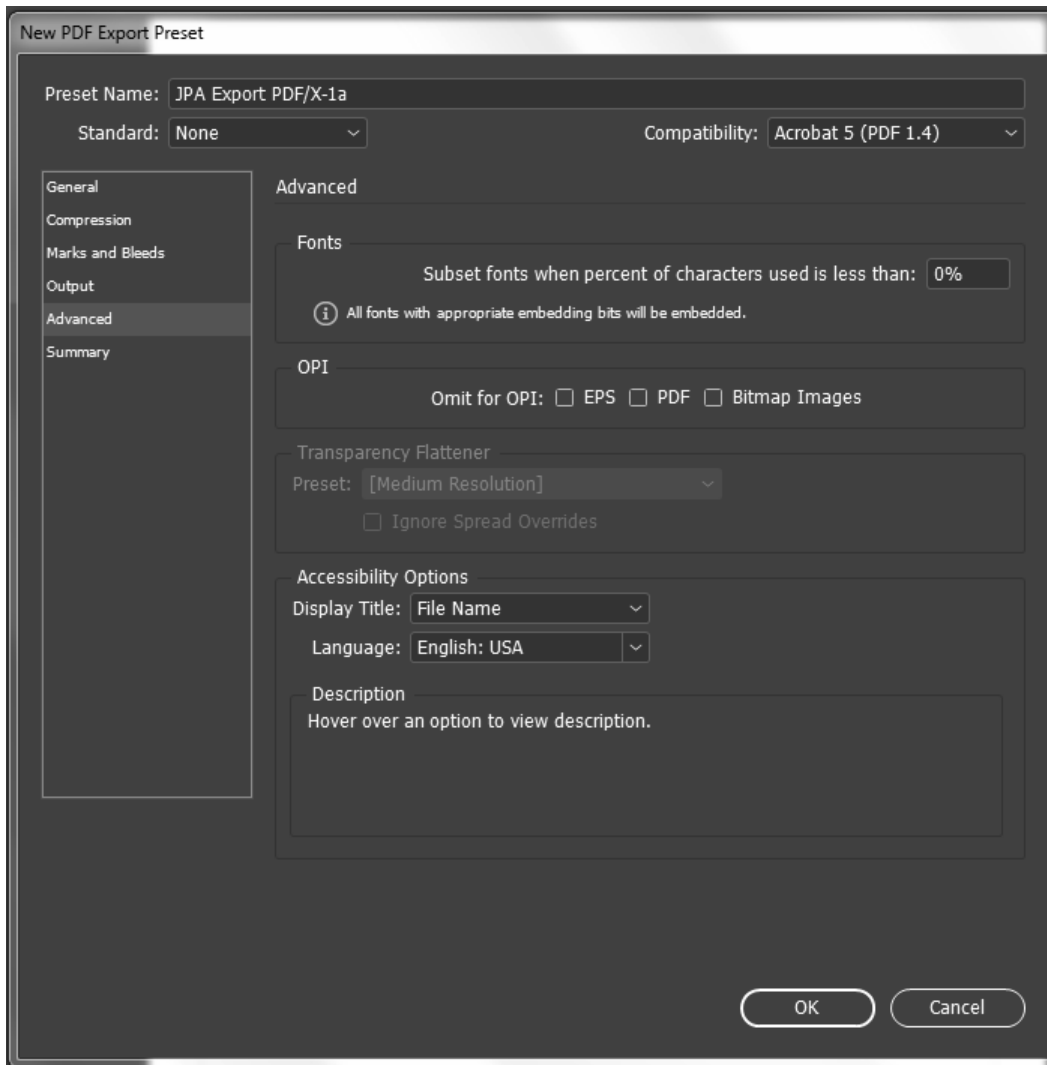 New PDF Export Preset
Preset Name: JPA Export PDF/X-1a
Standard: None Compatibility: Acrobat 5 (PDF 1.4)
General
Compression
Marks and Bleeds
Output
Advanced
Summary
Advanced
Fonts
Subset fonts when percent of characters used is less than: 0%
All fonts with appropriate embedding bits will be embedded.
OPI
Omit for OPI: EPS PDF Bitmap Images
Transparency Flattener
Preset: [Medium Resolution]
Ignore Spread Overrides
Accessibility Options
Display Title: File Name
Language: English: USA
Description
Hover over an option to view description.
OK Cancel